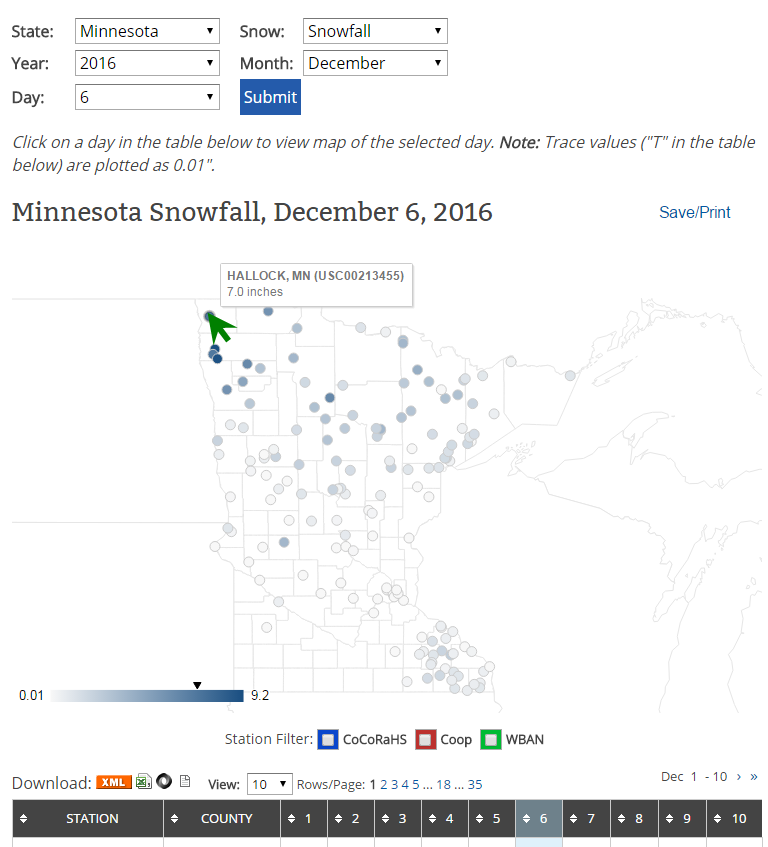 State: Minnesota Snow: Snowfall
Year: 2016 Month: December
Day: 6 Submit
Click on a day in the table below to view map of the selected day. Note: Trace values ("T" in the table
below) are plotted as 0.01".
Minnesota Snowfall, December 6, 2016 Save/Print
HALLOCK, MN (USC00213455)
7.0 inches
0.01 9.2
Station Filter: CoCoRaHS Coop WBAN
Download: XML View: 10 Rows/Page: 1 2 3 4 5 ... 18 ... 35 Dec 1 - 10 › »
STATION COUNTY 1 2 3 4 5 6 7 8 9 10